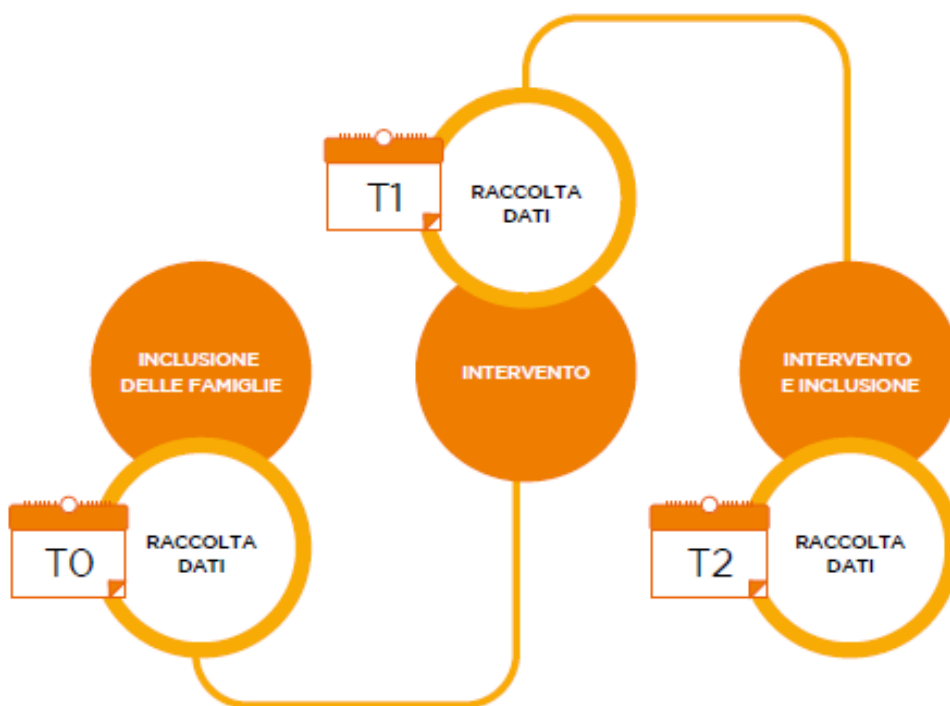 INCLUSIONE
DELLE FAMIGLIE
T0
RACCOLTA
DATI
T1
RACCOLTA
DATI
INTERVENTO
INTERVENTO
E INCLUSIONE
T2
RACCOLTA
DATI